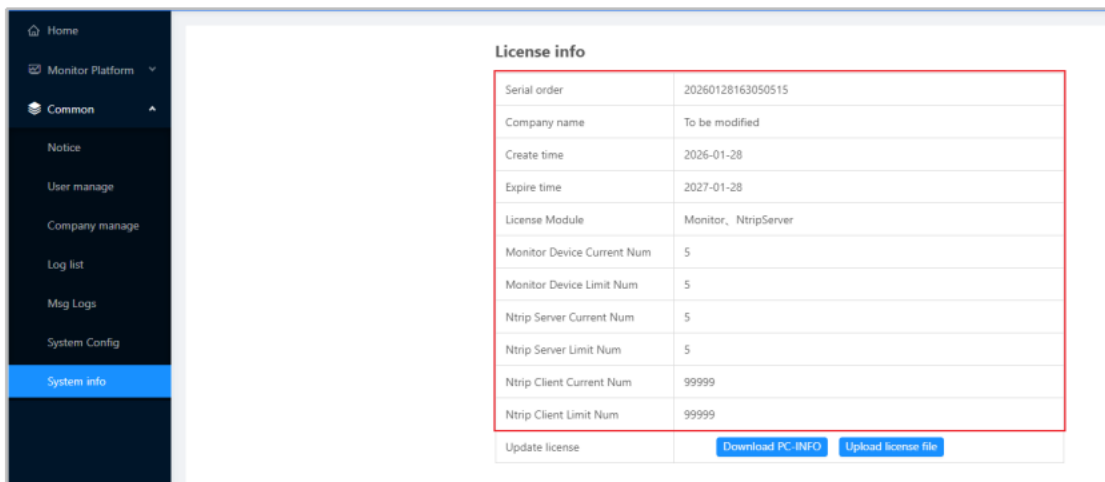 Home
Monitor Platform
Common
Notice
User manage
Company manage
Log list
Msg Logs
System Config
System info
License info
Serial order 20260128163050515
Company name To be modified
Create time 2026-01-28
Expire time 2027-01-28
License Module Monitor、NtripServer
Monitor Device Current Num 5
Monitor Device Limit Num 5
Ntrip Server Current Num 5
Ntrip Server Limit Num 5
Ntrip Client Current Num 99999
Ntrip Client Limit Num 99999
Update license Download PC-INFO Upload license file